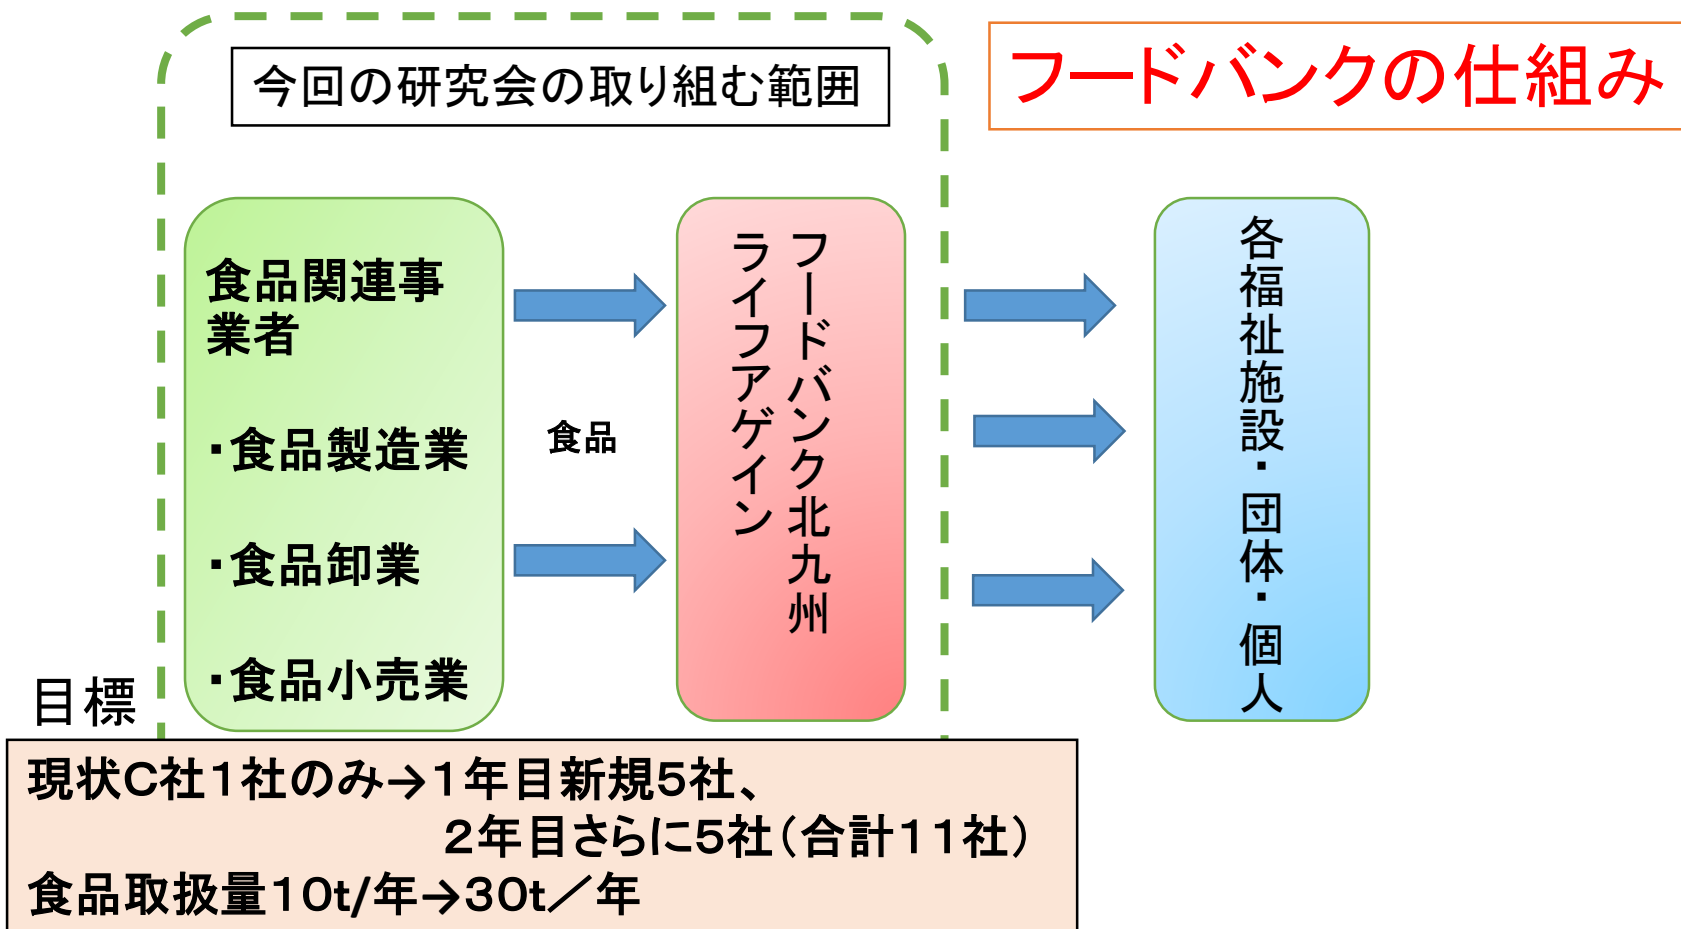 今回の研究会の取り組む範囲
フードバンクの仕組み
食品関連事
業者
・食品製造業
・食品卸業
・食品小売業
食品
フードバンク北九州
ライフアゲイン
各福祉施設・団体・個人
目標
現状C社１社のみ→１年目新規５社、
２年目さらに５社（合計１１社）
食品取扱量１０t/年→３０t／年